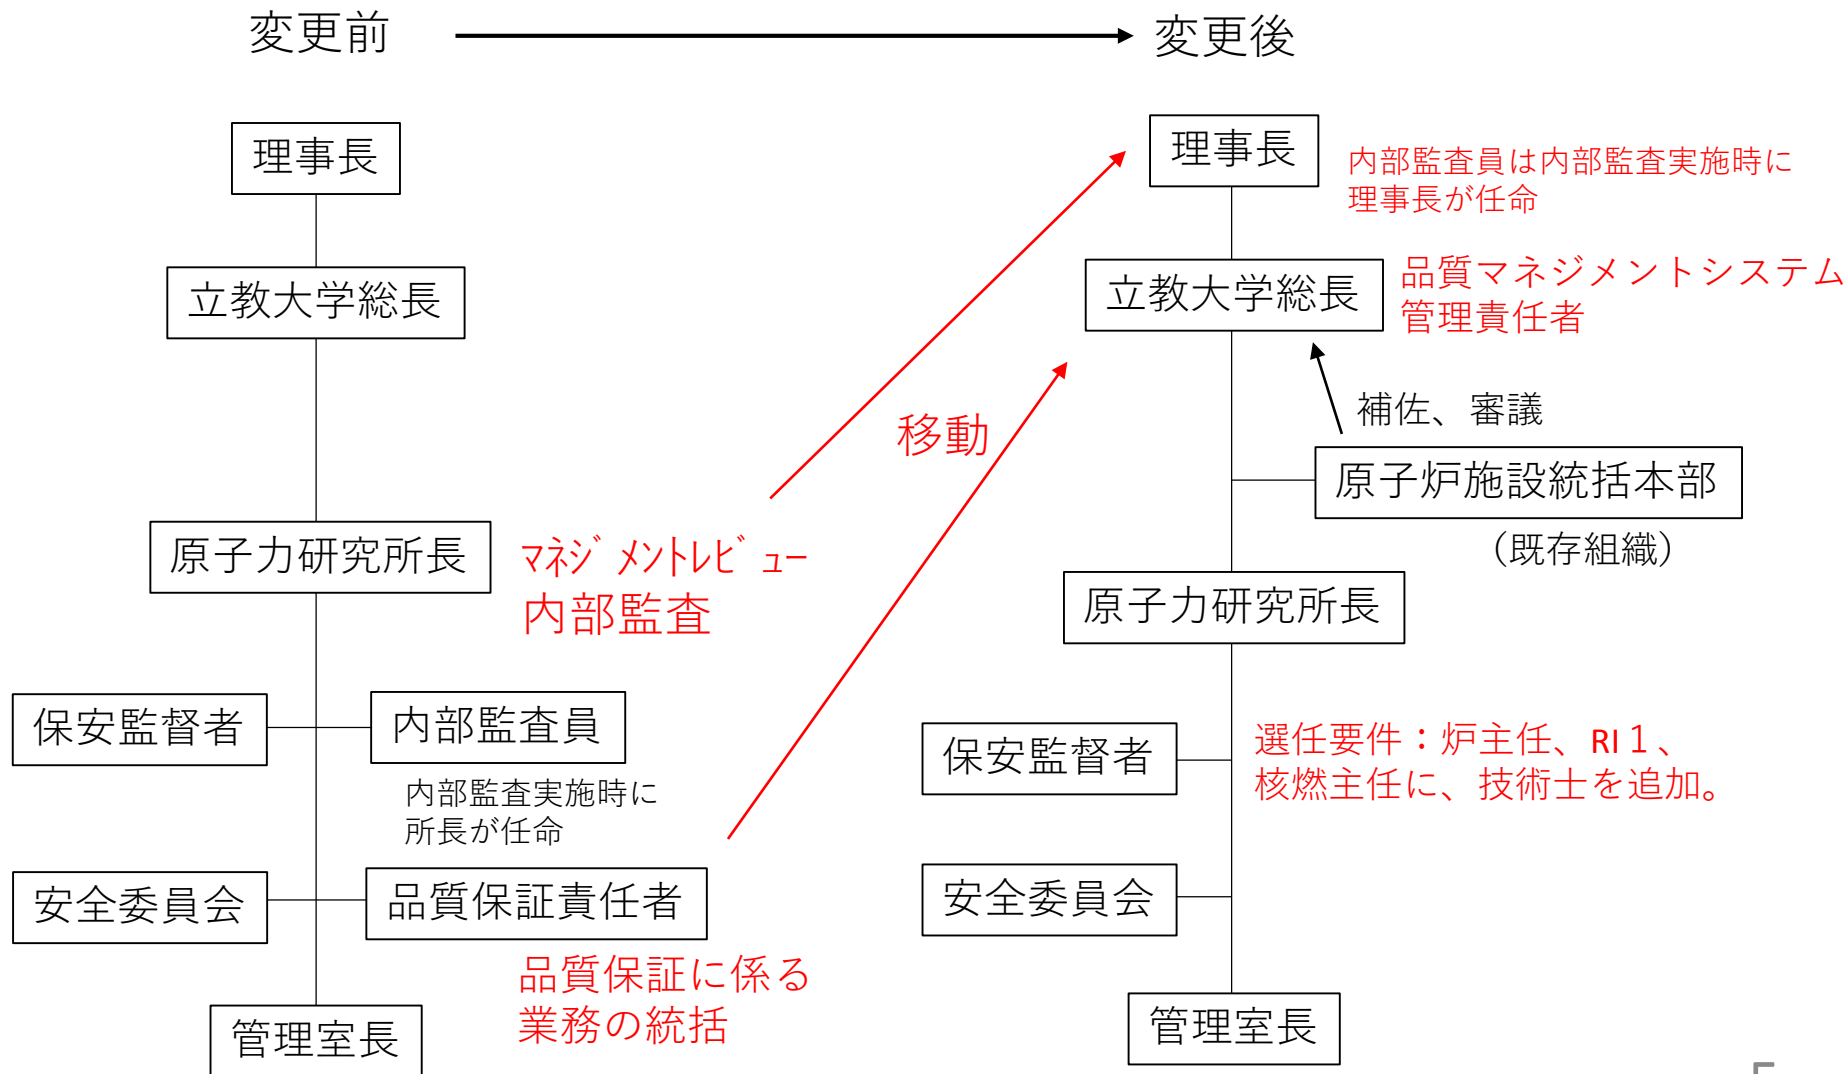 変更前
変更後
理事長
立教大学総長
原子力研究所長
マネジメントレビュー
内部監査
保安監督者
内部監査員
内部監査実施時に
所長が任命
安全委員会
品質保証責任者
品質保証に係る
業務の統括
管理室長
移動
理事長
内部監査員は内部監査実施時に
理事長が任命
立教大学総長
品質マネジメントシステム
管理責任者
補佐、審議
原子炉施設統括本部
（既存組織）
原子力研究所長
保安監督者
選任要件：炉主任、RI１、
核燃主任に、技術士を追加。
安全委員会
管理室長